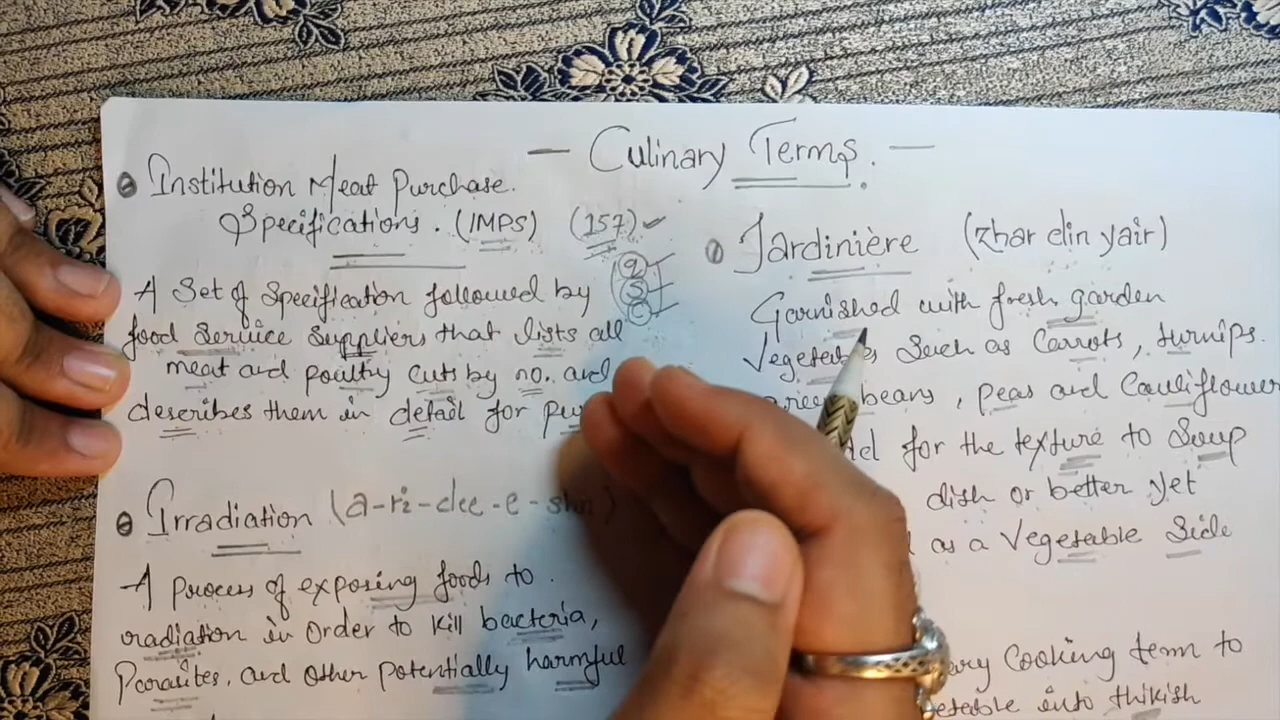 — Culinary Terms. —
Institution Meat Purchase.
Specifications. (IMPS) (157)
A Set of Specification followed by
food Service Suppliers that lists all
meat and poultry cuts by no. and
describes them in detail for
Irradiation
A Process of exposing foods to.
radiation in Order to kill bacteria,
Parasites, and other potentially harmful
Jardinière (zhar din yair)
Garnished with fresh garden
Vegetables Such as Carrots, turnips.
beans, peas and Cauliflower
for the texture to Soup
dish or better yet
as a Vegetable Side
Cooking term to
into thikish